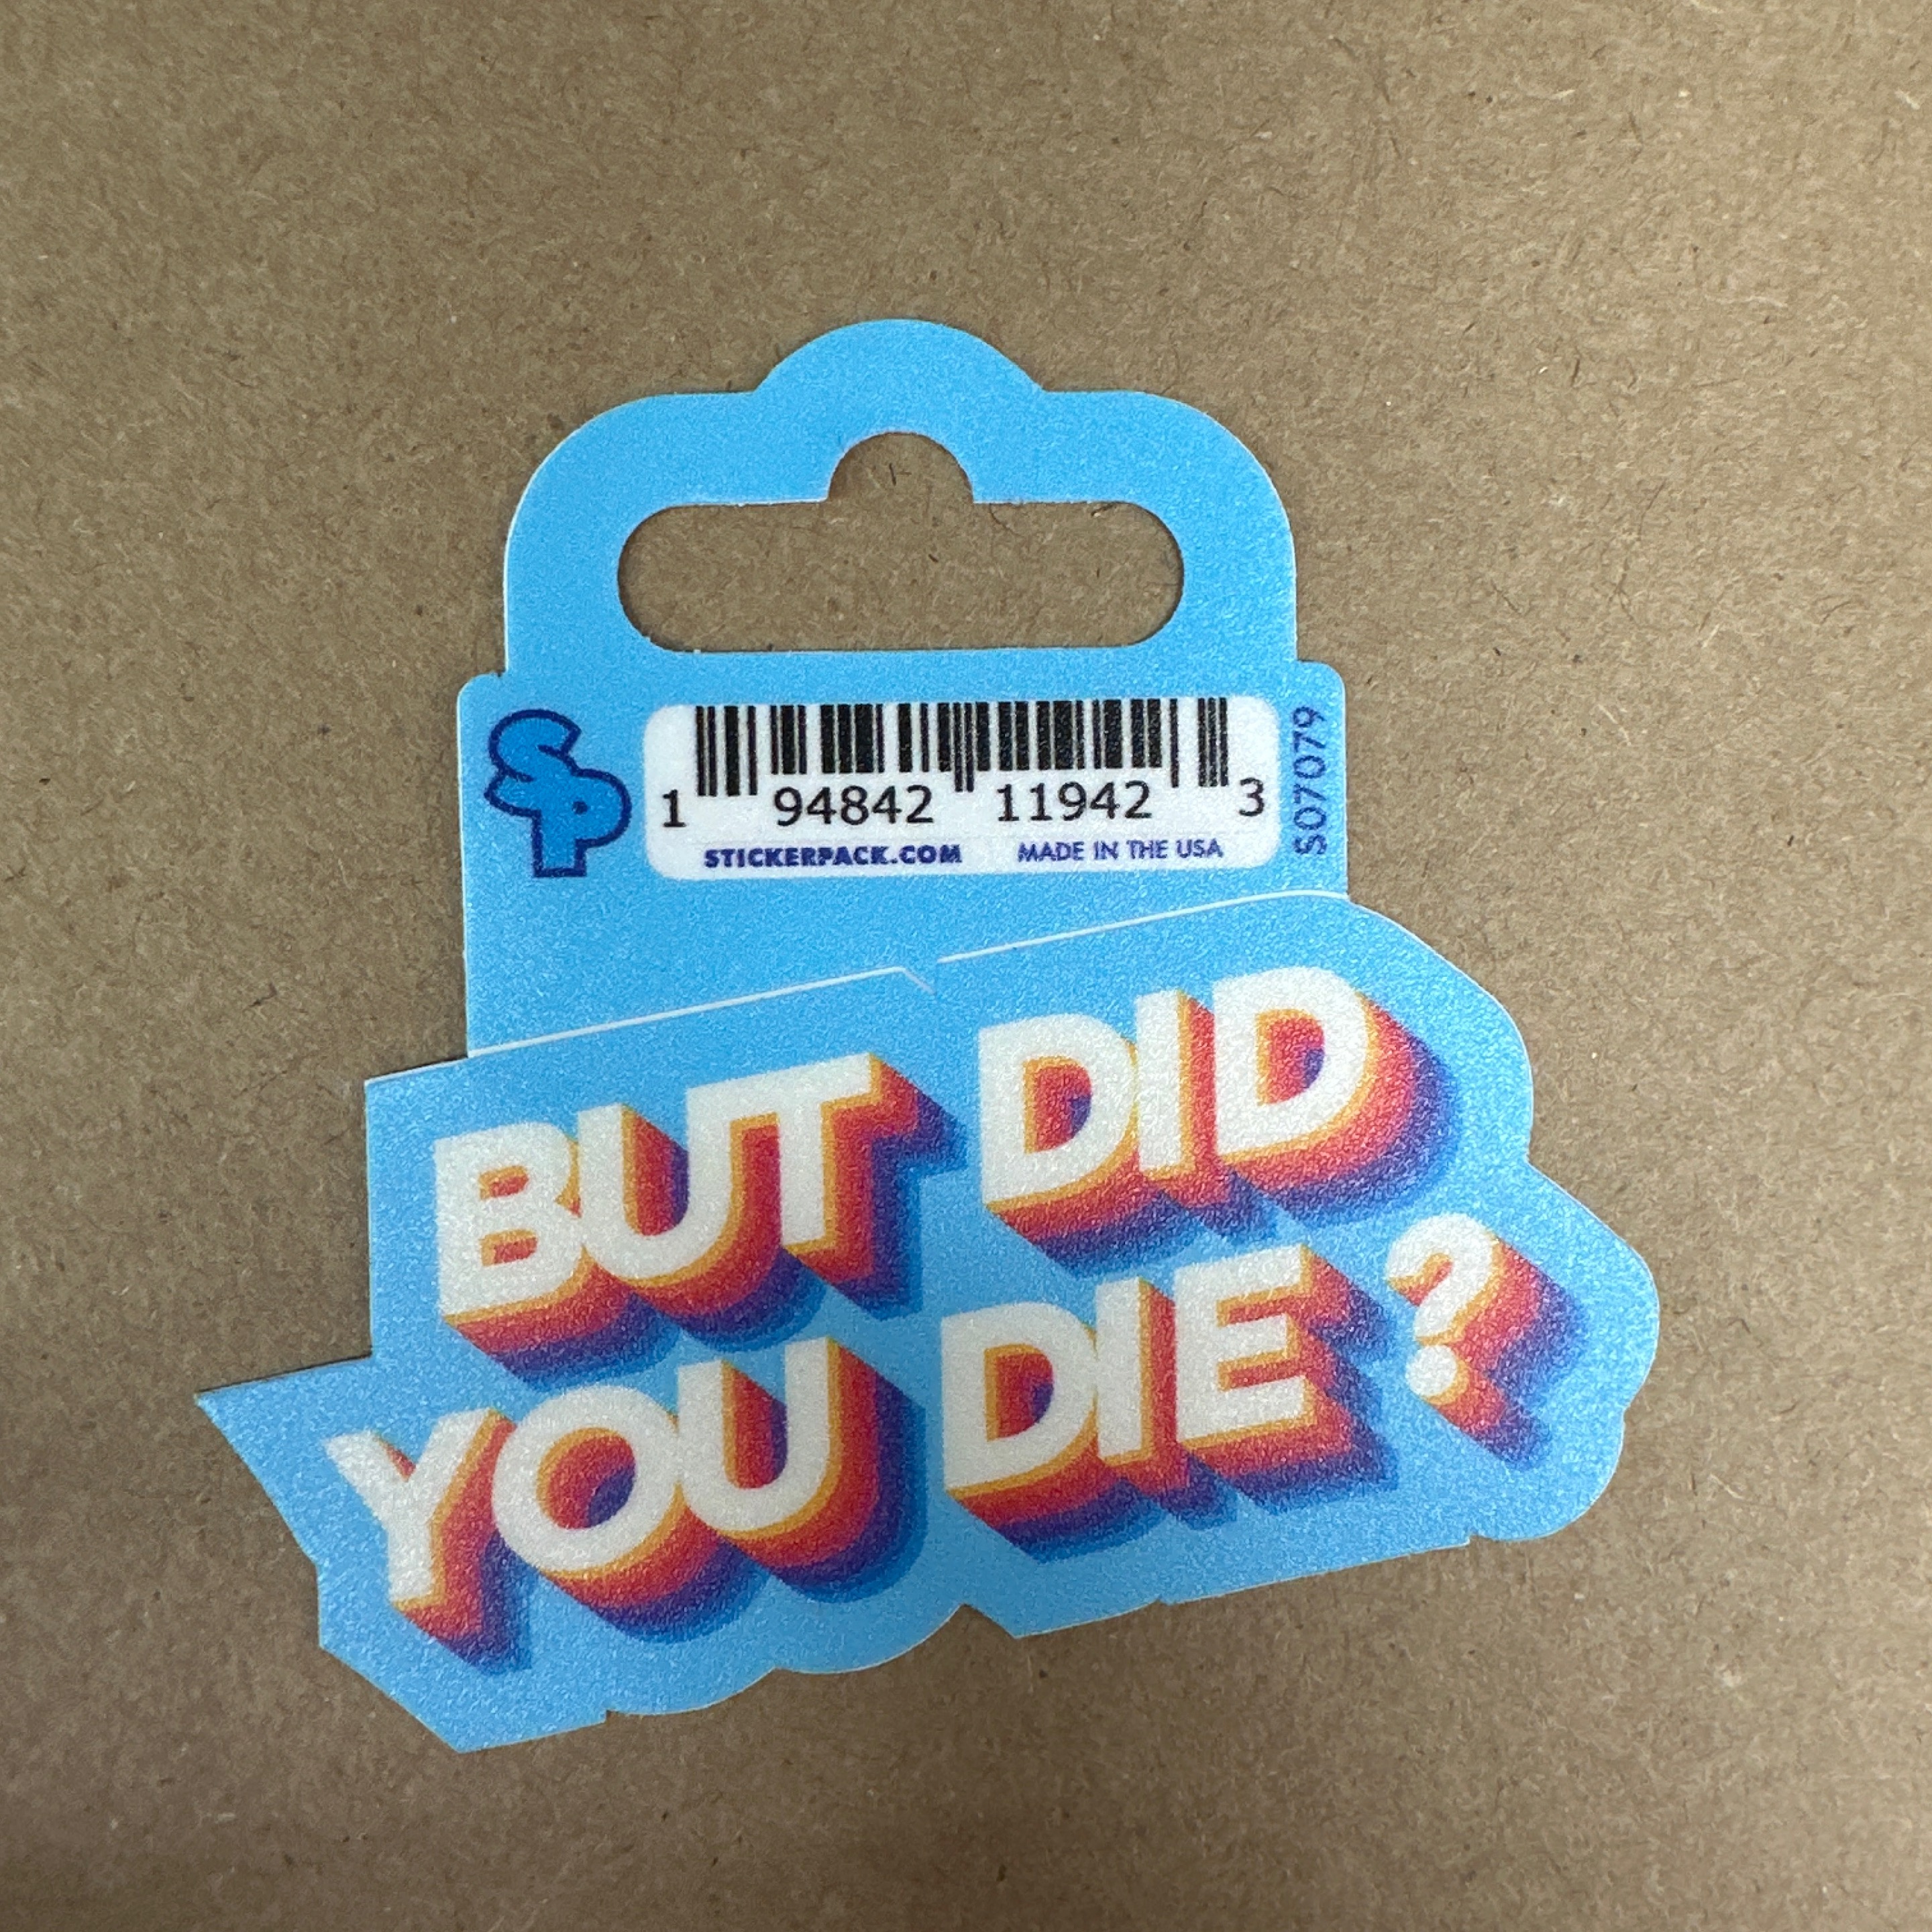 SP
1 94842 11942 3
STICKERPACK.COM MADE IN THE USA
S07079
BUT DID
YOU DIE ?